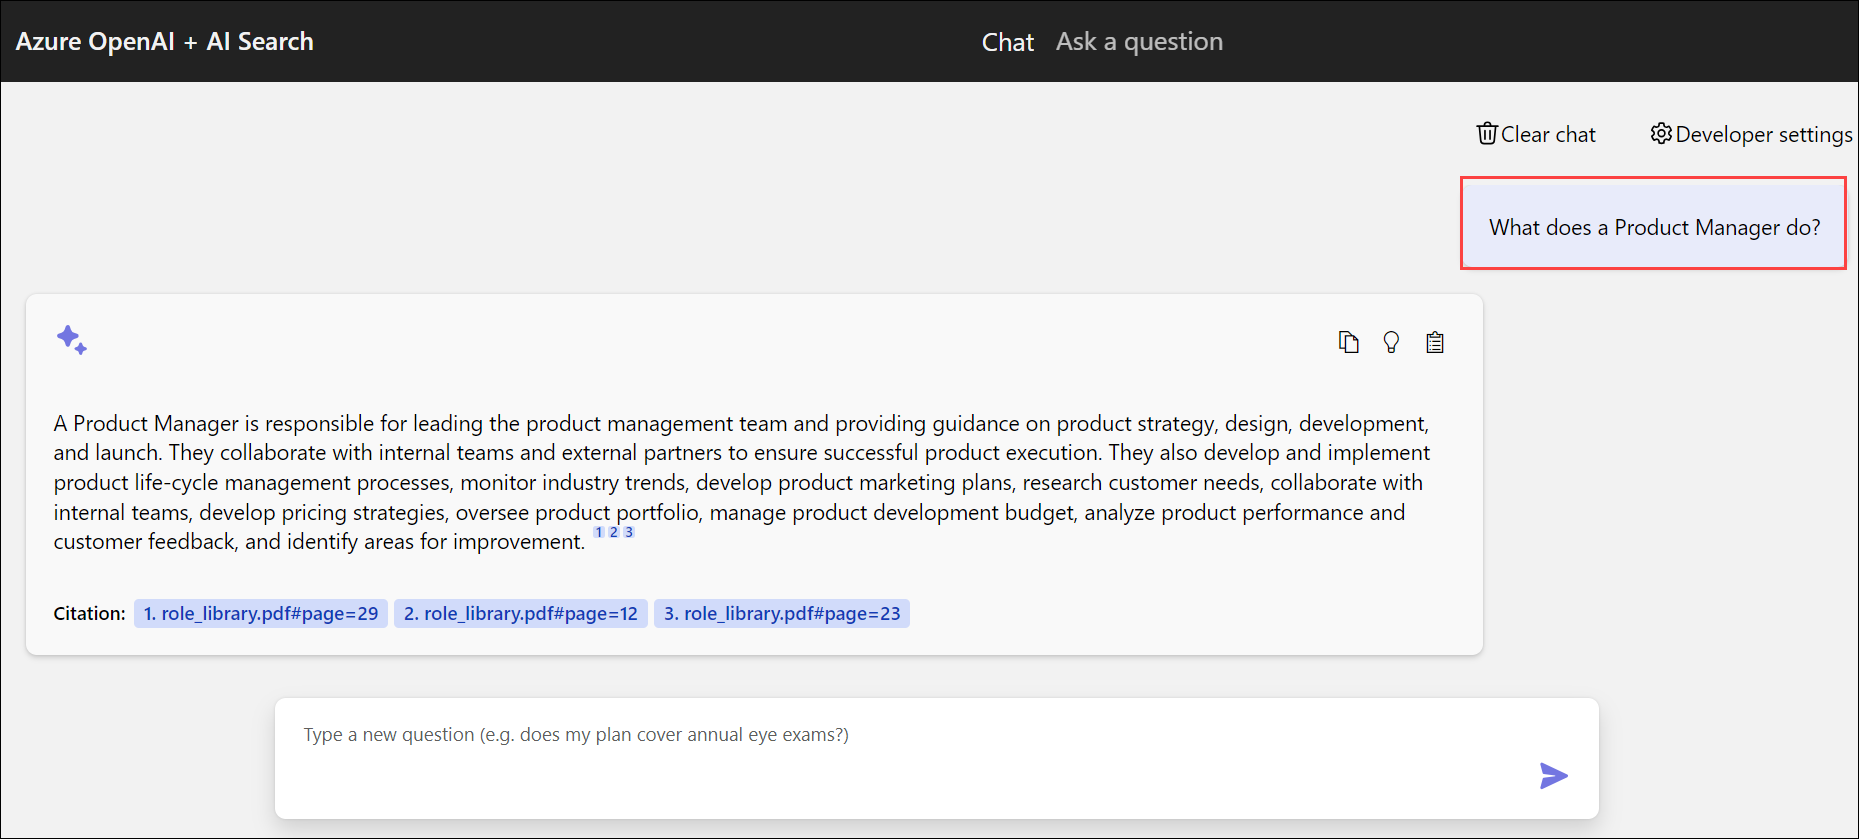 Azure OpenAI + AI Search
Chat Ask a question
Clear chat Developer settings
What does a Product Manager do?
A Product Manager is responsible for leading the product management team and providing guidance on product strategy, design, development,
and launch. They collaborate with internal teams and external partners to ensure successful product execution. They also develop and implement
product life-cycle management processes, monitor industry trends, develop product marketing plans, research customer needs, collaborate with
internal teams, develop pricing strategies, oversee product portfolio, manage product development budget, analyze product performance and
customer feedback, and identify areas for improvement. 1 2 3
Citation: 1. role_library.pdf#page=29 2. role_library.pdf#page=12 3. role_library.pdf#page=23
Type a new question (e.g. does my plan cover annual eye exams?)